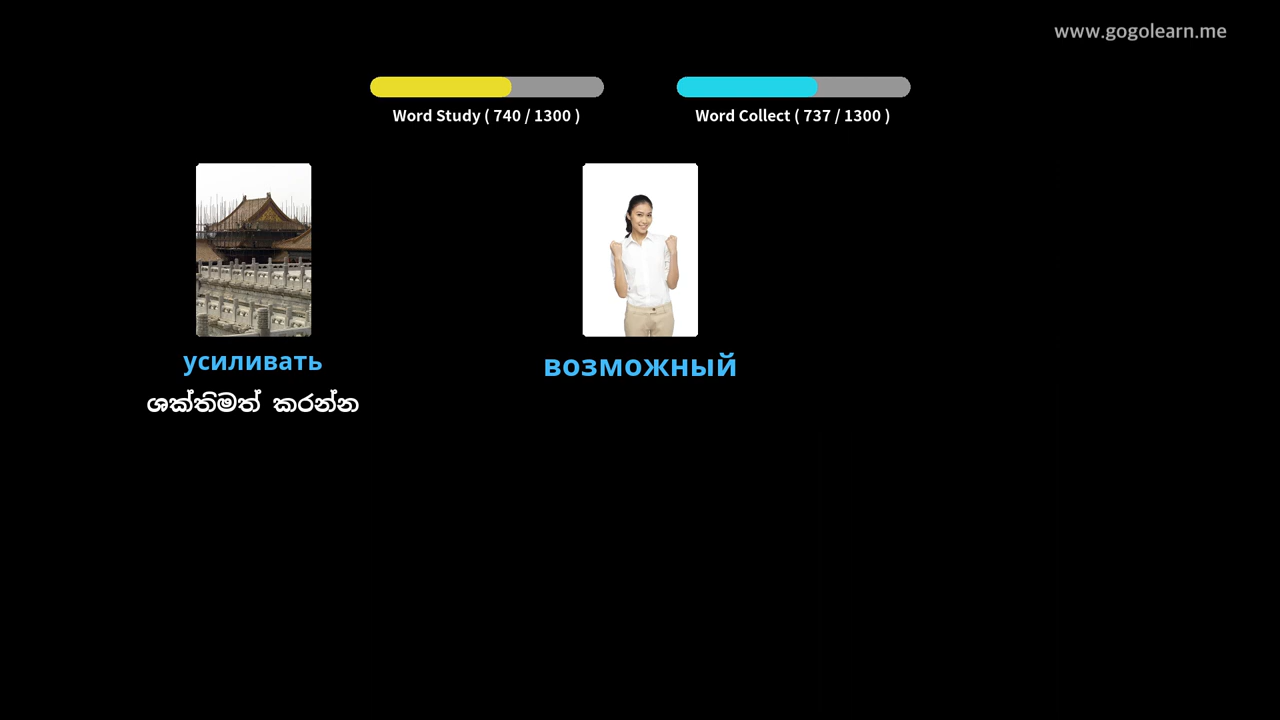 www.gogolearn.me
Word Study ( 740 / 1300 )
Word Collect ( 737 / 1300 )
усиливать
ශක්තිමත් කරන්න
возможный